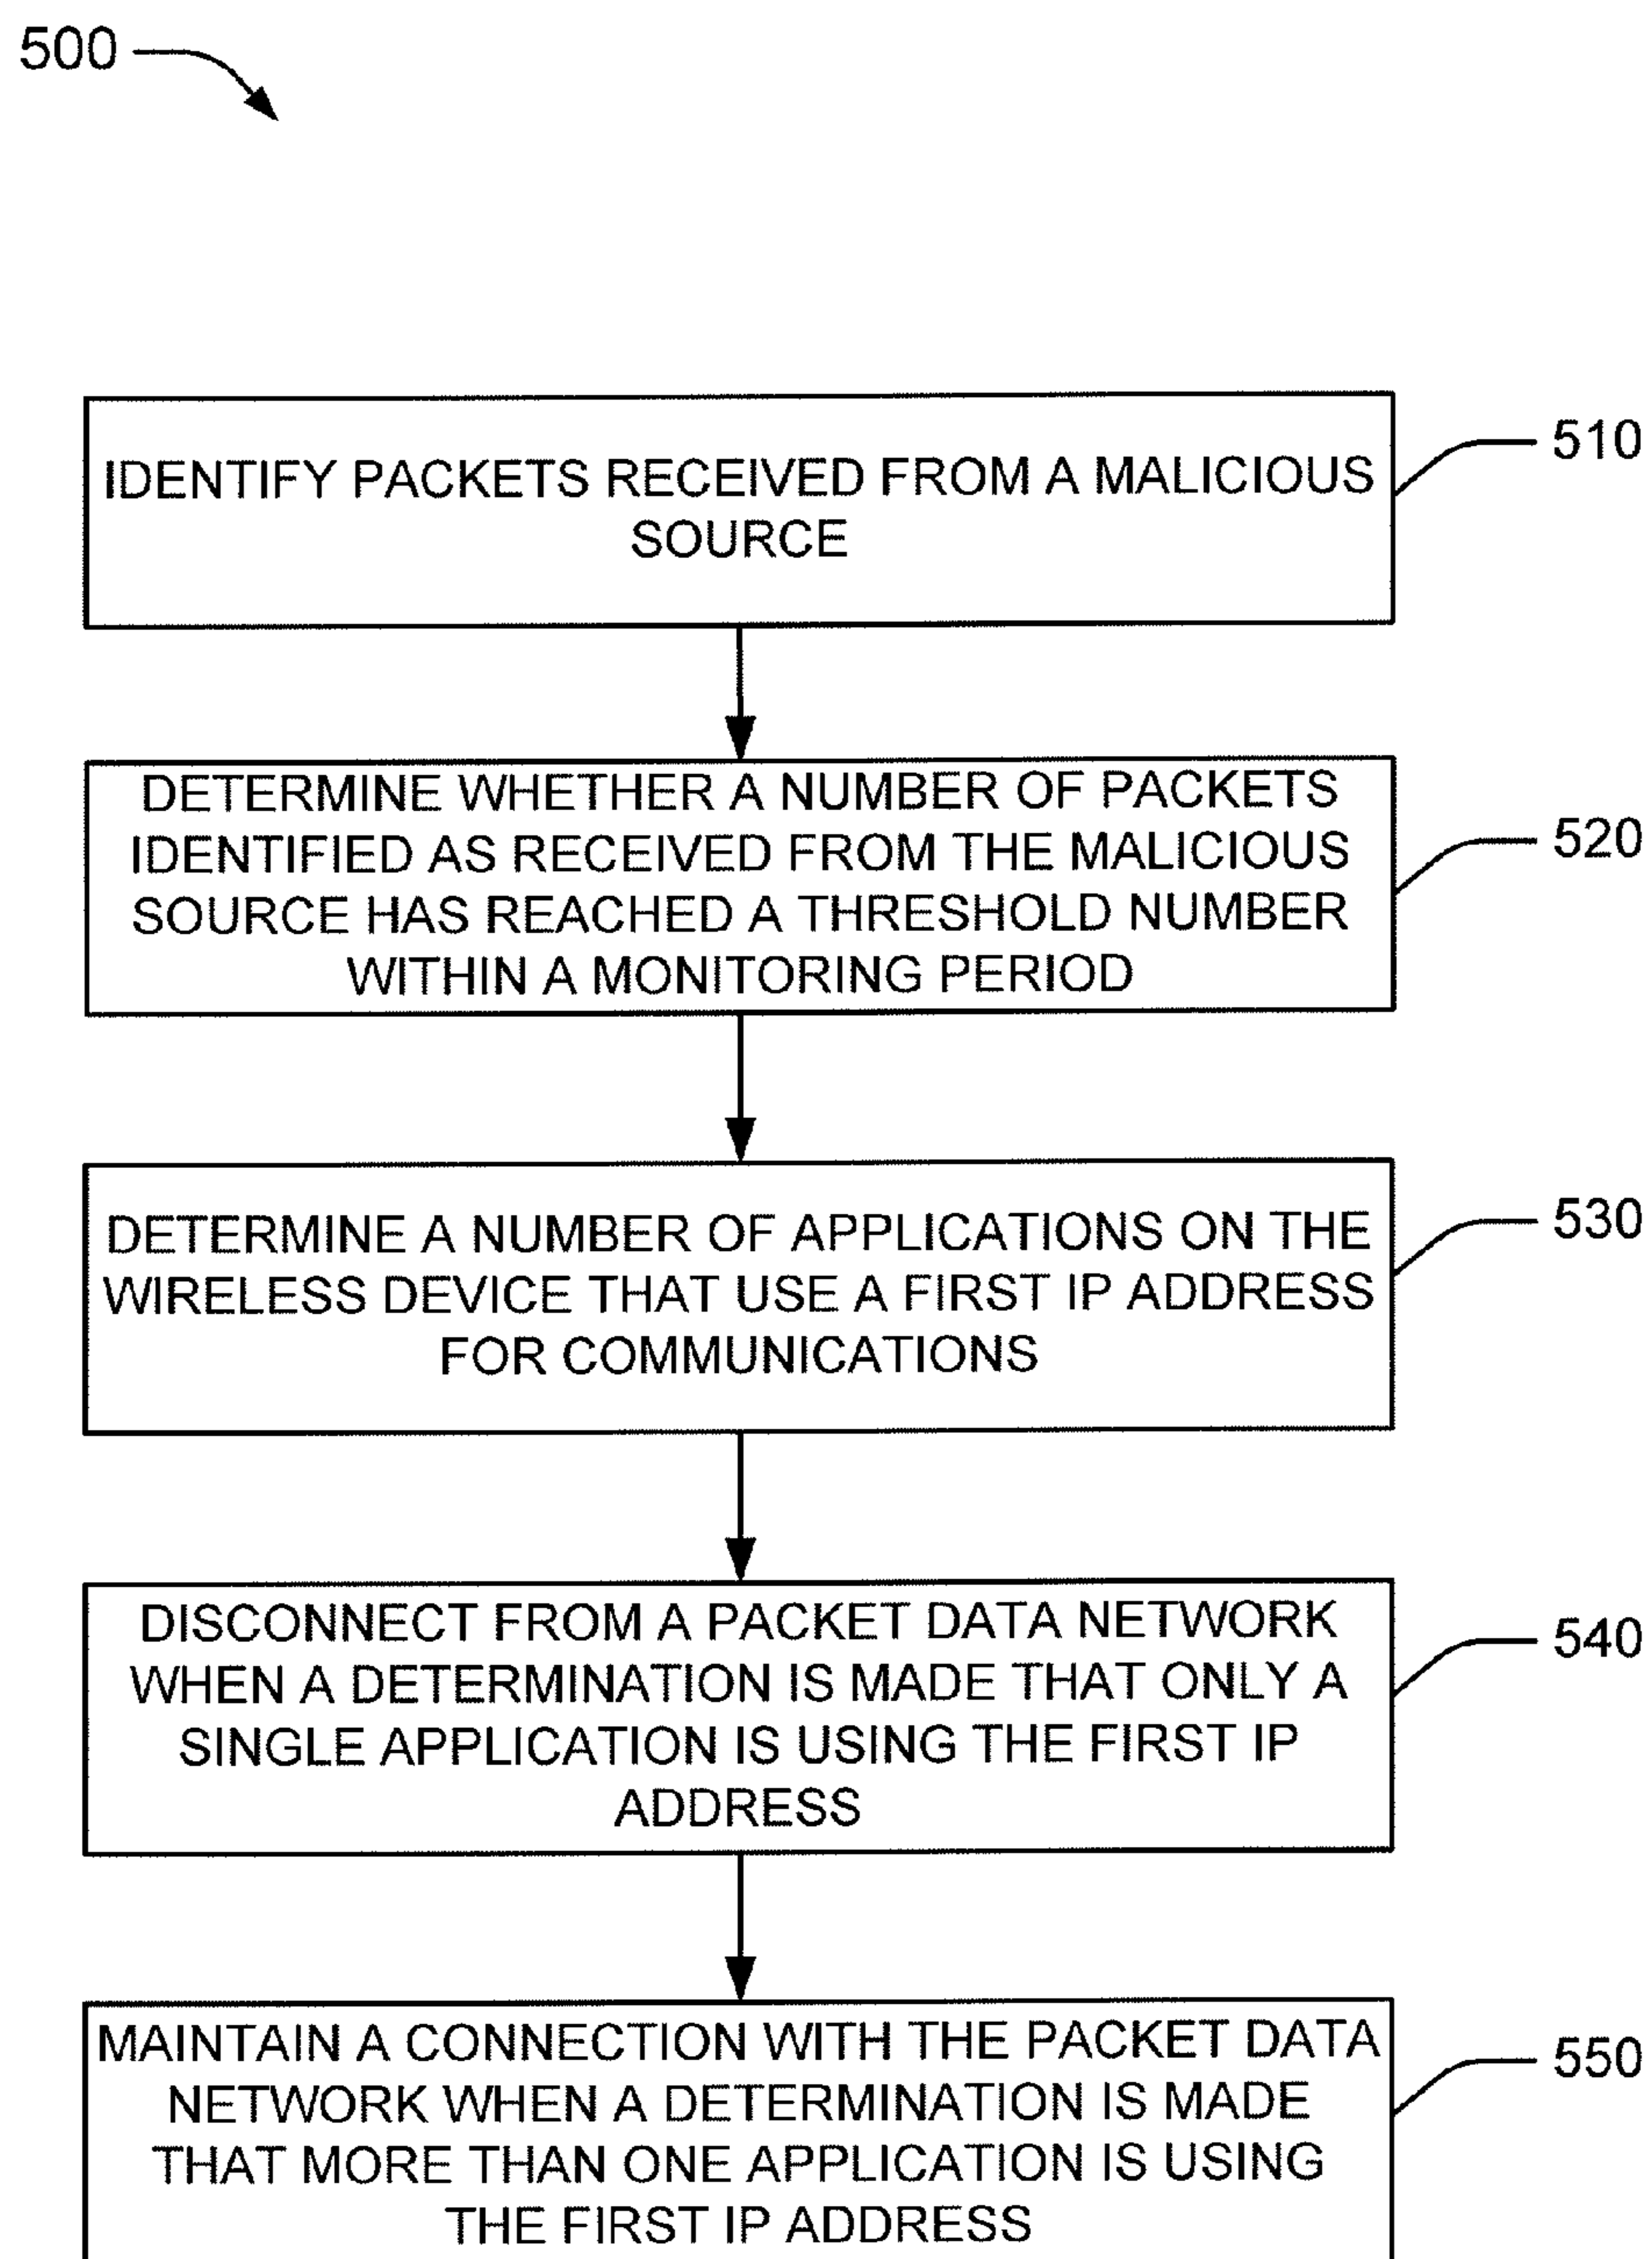 500
IDENTIFY PACKETS RECEIVED FROM A MALICIOUS
SOURCE
510
DETERMINE WHETHER A NUMBER OF PACKETS
IDENTIFIED AS RECEIVED FROM THE MALICIOUS
SOURCE HAS REACHED A THRESHOLD NUMBER
WITHIN A MONITORING PERIOD
520
DETERMINE A NUMBER OF APPLICATIONS ON THE
WIRELESS DEVICE THAT USE A FIRST IP ADDRESS
FOR COMMUNICATIONS
530
DISCONNECT FROM A PACKET DATA NETWORK
WHEN A DETERMINATION IS MADE THAT ONLY A
SINGLE APPLICATION IS USING THE FIRST IP
ADDRESS
540
MAINTAIN A CONNECTION WITH THE PACKET DATA
NETWORK WHEN A DETERMINATION IS MADE
THAT MORE THAN ONE APPLICATION IS USING
THE FIRST IP ADDRESS
550